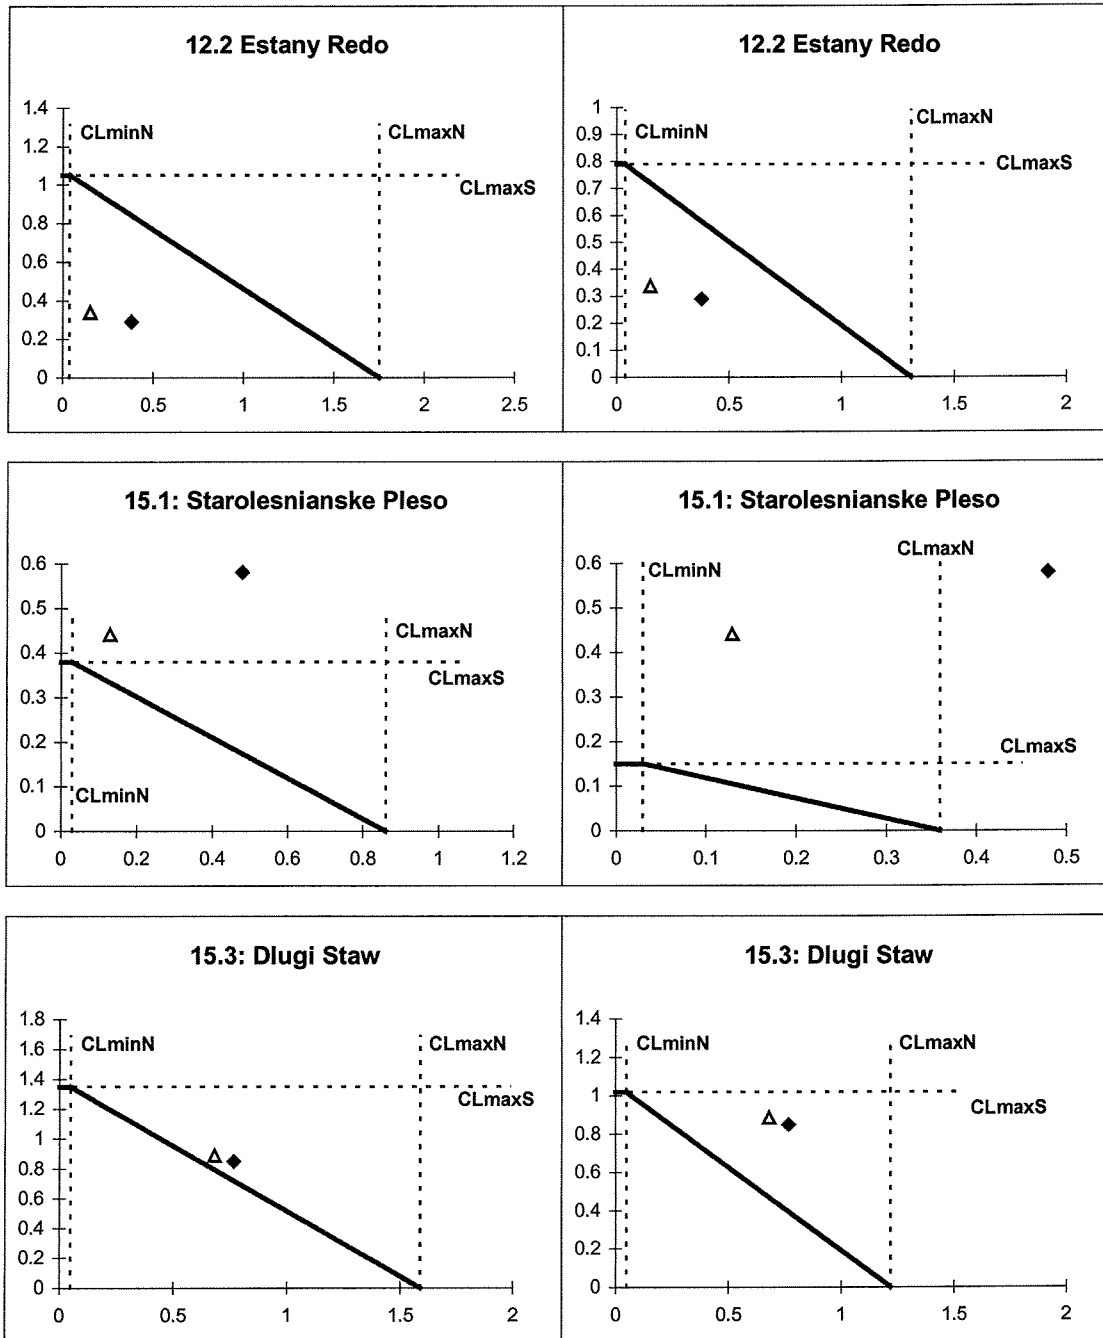 12.2 Estany Redo
1.4
1.2
1
0.8
0.6
0.4
0.2
0
CLminN
CLmaxN
CLmaxS
0 0.5 1 1.5 2 2.5
12.2 Estany Redo
1
0.9
0.8
0.7
0.6
0.5
0.4
0.3
0.2
0.1
0
CLminN
CLmaxN
CLmaxS
0 0.5 1 1.5 2
15.1: Starolesnianske Pleso
0.6
0.5
0.4
0.3
0.2
0.1
0
CLmaxN
CLmaxS
CLminN
0 0.2 0.4 0.6 0.8 1 1.2
15.1: Starolesnianske Pleso
0.6
0.5
0.4
0.3
0.2
0.1
0
CLmaxN
CLminN
CLmaxS
0 0.1 0.2 0.3 0.4 0.5
15.3: Dlugi Staw
1.8
1.6
1.4
1.2
1
0.8
0.6
0.4
0.2
0
CLminN
CLmaxN
CLmaxS
0 0.5 1 1.5 2
15.3: Dlugi Staw
1.4
1.2
1
0.8
0.6
0.4
0.2
0
CLminN
CLmaxN
CLmaxS
0 0.5 1 1.5 2